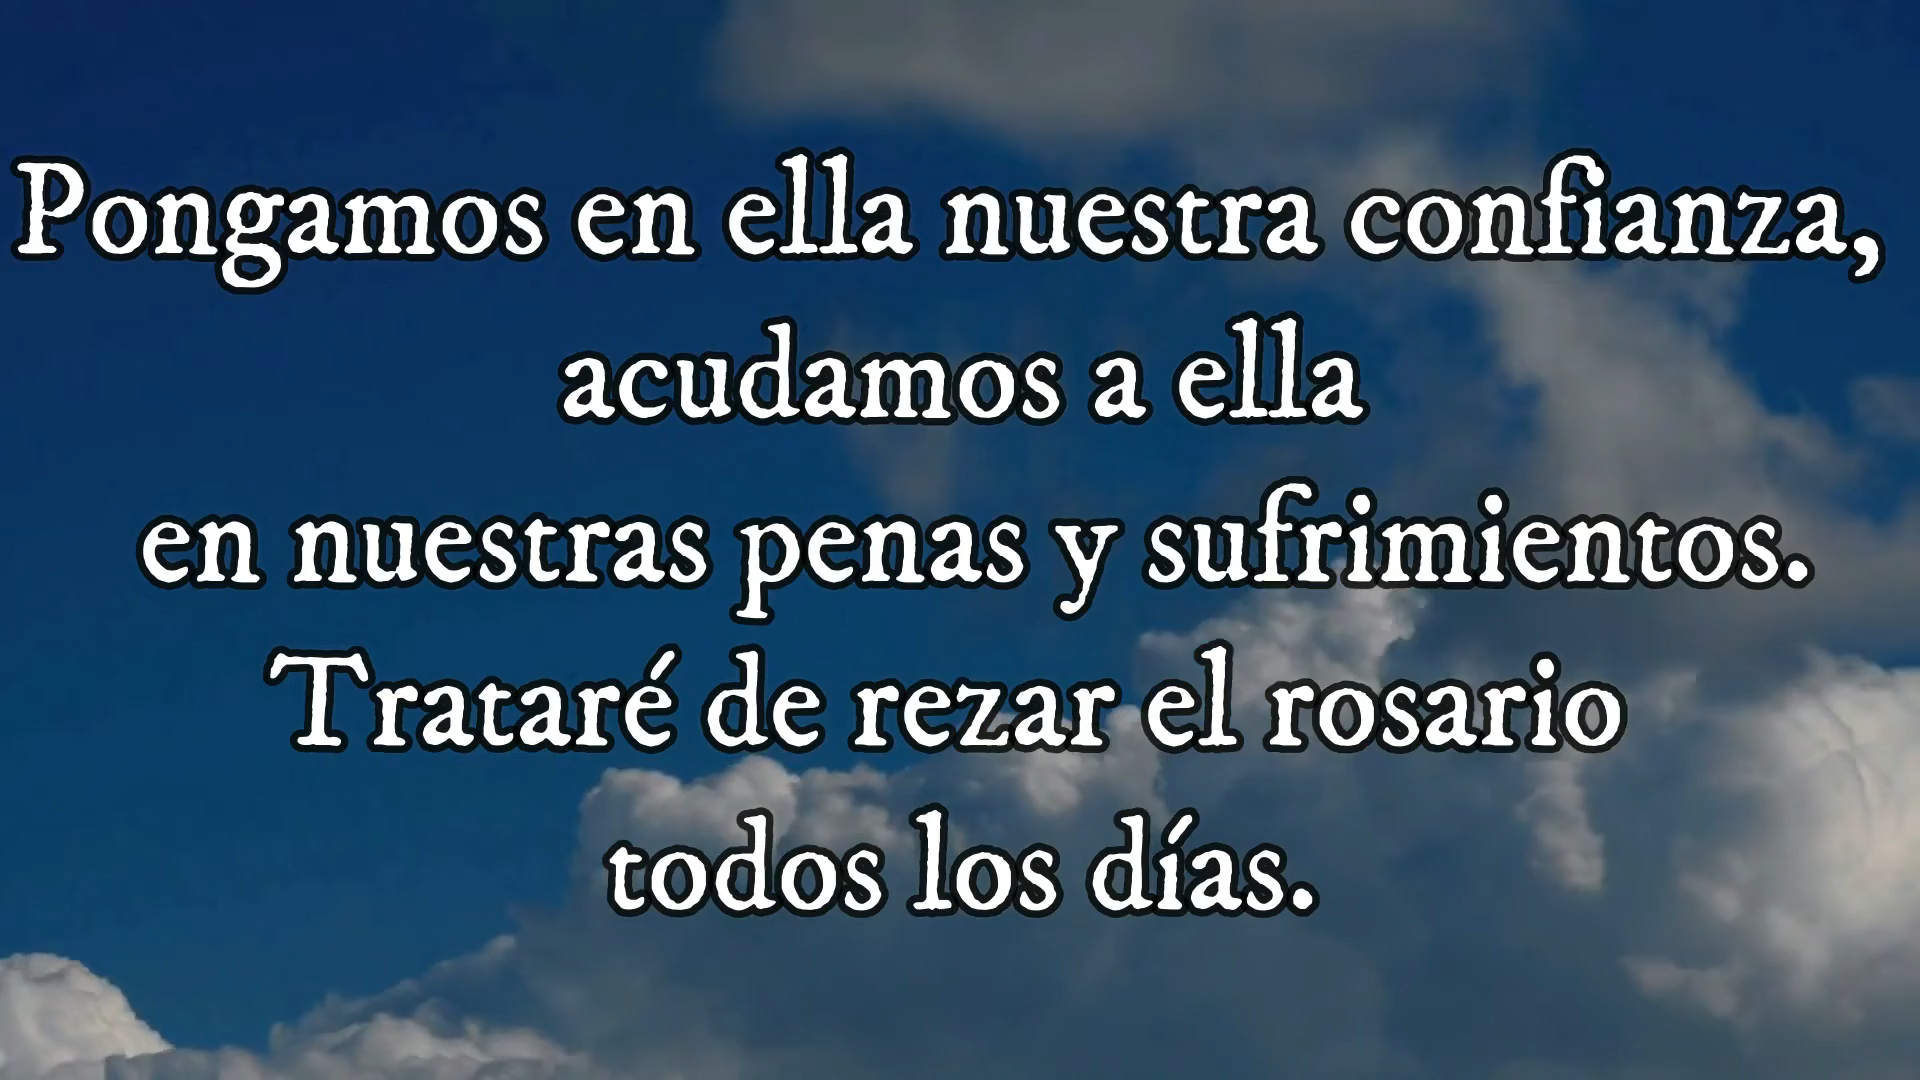 Pongamos en ella nuestra confianza,
acudamos a ella
en nuestras penas y sufrimientos.
Trataré de rezar el rosario
todos los días.